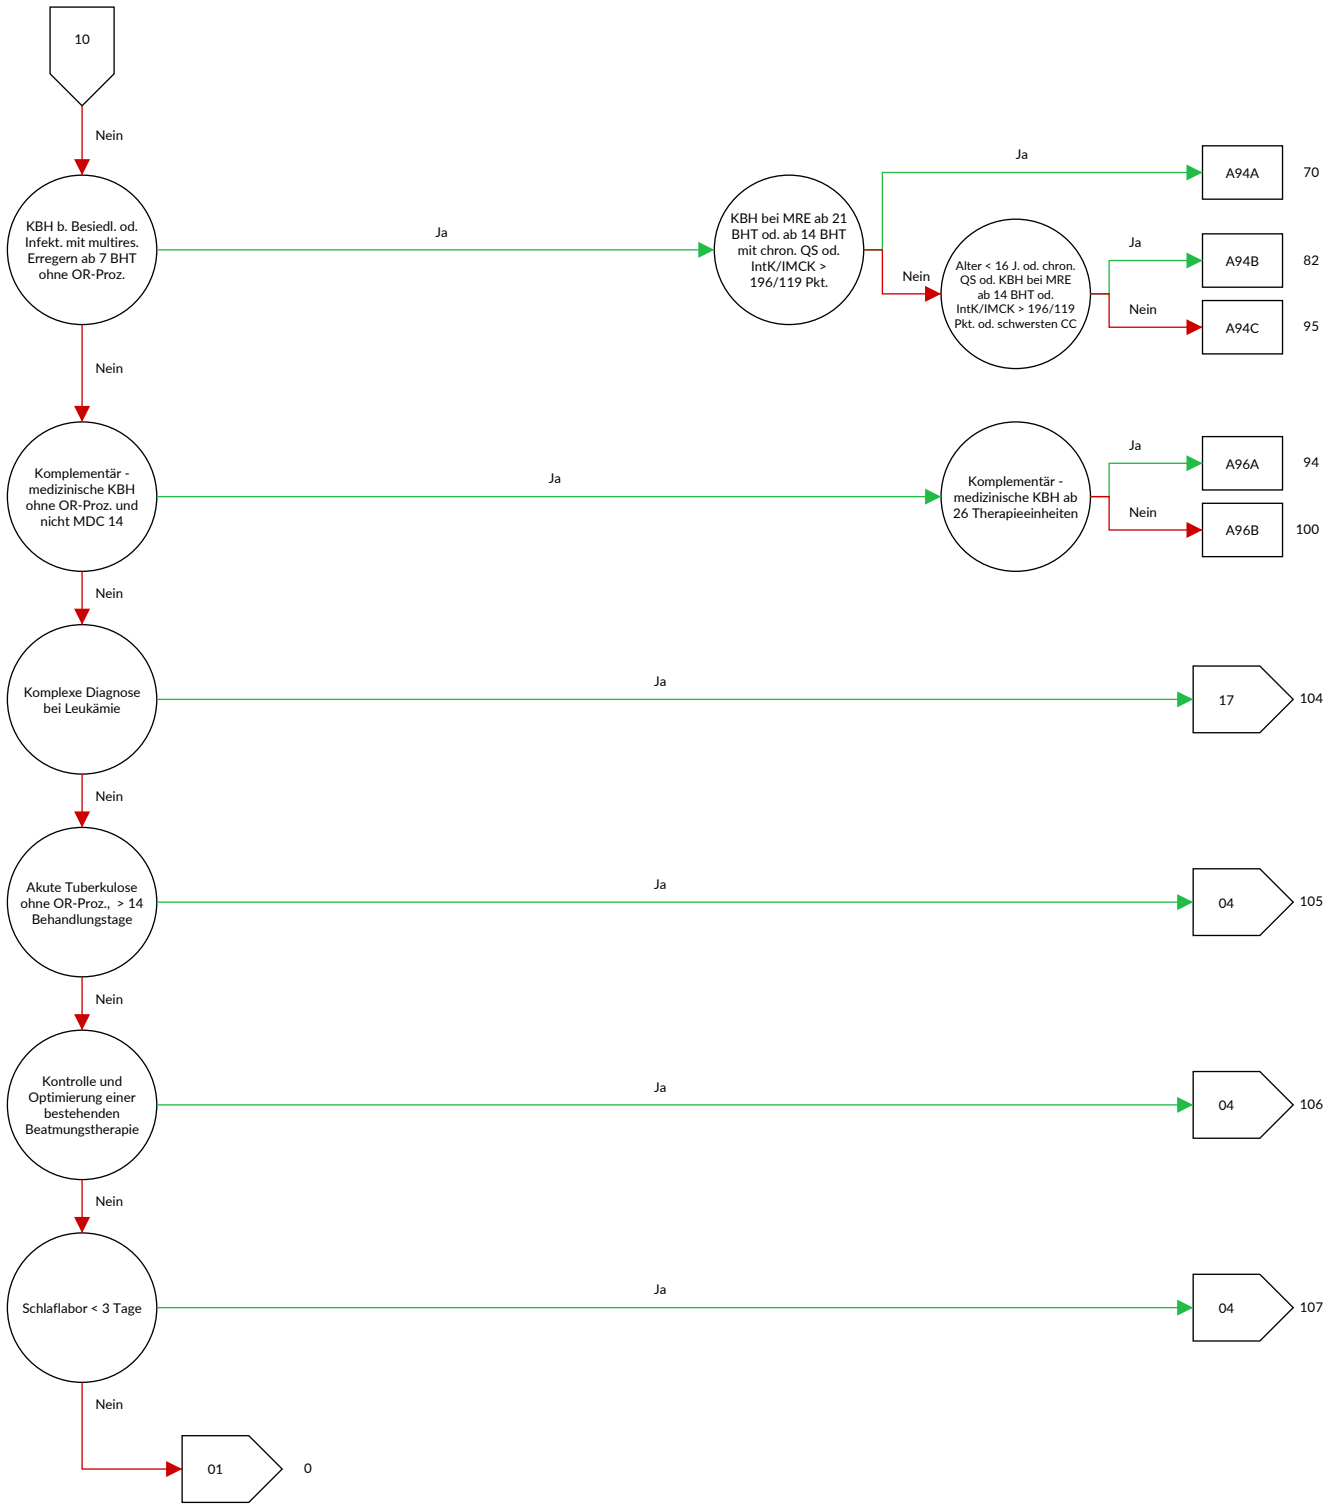 10
Nein
KBH b. Besiedl. od.
Infekt. mit multires.
Erregern ab 7 BHT
ohne OR-Proz.
Ja
KBH bei MRE ab 21
BHT od. ab 14 BHT
mit chron. QS od.
IntK/IMCK >
196/119 Pkt.
Ja
A94A
70
Nein
Alter < 16 J. od. chron.
QS od. KBH bei MRE
ab 14 BHT od.
IntK/IMCK > 196/119
Pkt. od. schwersten CC
Ja
A94B
82
Nein
A94C
95
Nein
Komplementär -
medizinische KBH
ohne OR-Proz. und
nicht MDC 14
Ja
Komplementär -
medizinische KBH ab
26 Therapieeinheiten
Ja
A96A
94
Nein
A96B
100
Nein
Komplexe Diagnose
bei Leukämie
Ja
17
104
Nein
Akute Tuberkulose
ohne OR-Proz., > 14
Behandlungstage
Ja
04
105
Nein
Kontrolle und
Optimierung einer
bestehenden
Beatmungstherapie
Ja
04
106
Nein
Schlaflabor < 3 Tage
Ja
04
107
Nein
01
0